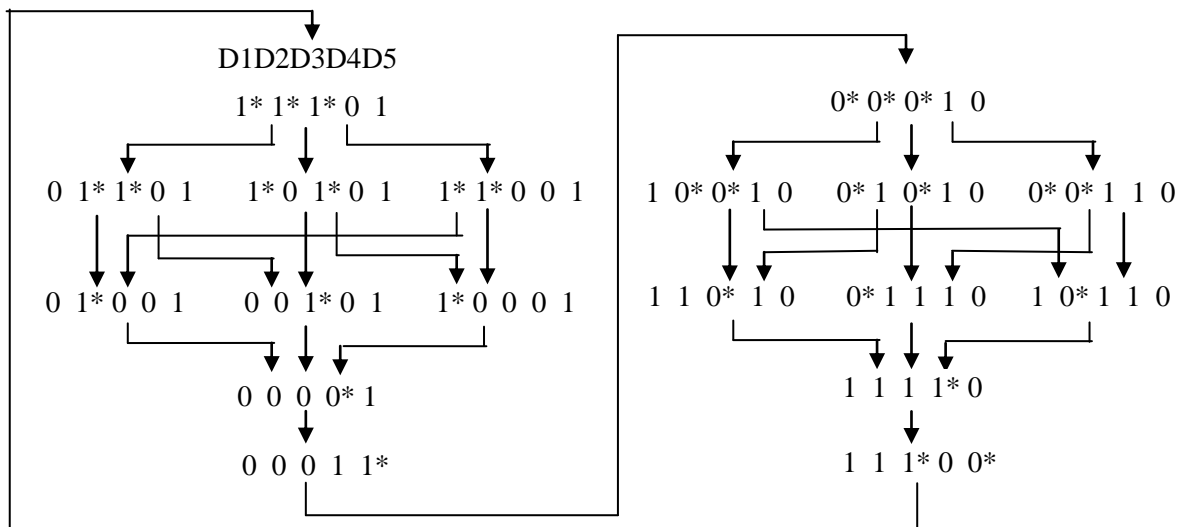 D1D2D3D4D5
1* 1* 1* 0 1
0 1* 1* 0 1
1* 0 1* 0 1
1* 1* 0 0 1
0 1* 0 0 1
0 0 1* 0 1
1* 0 0 0 1
0 0 0 0* 1
0 0 0 1 1*
0* 0* 0* 1 0
1 0* 0* 1 0
0* 1 0* 1 0
0* 0* 1 1 0
1 1 0* 1 0
0* 1 1 1 0
1 0* 1 1 0
1 1 1 1* 0
1 1 1* 0 0*